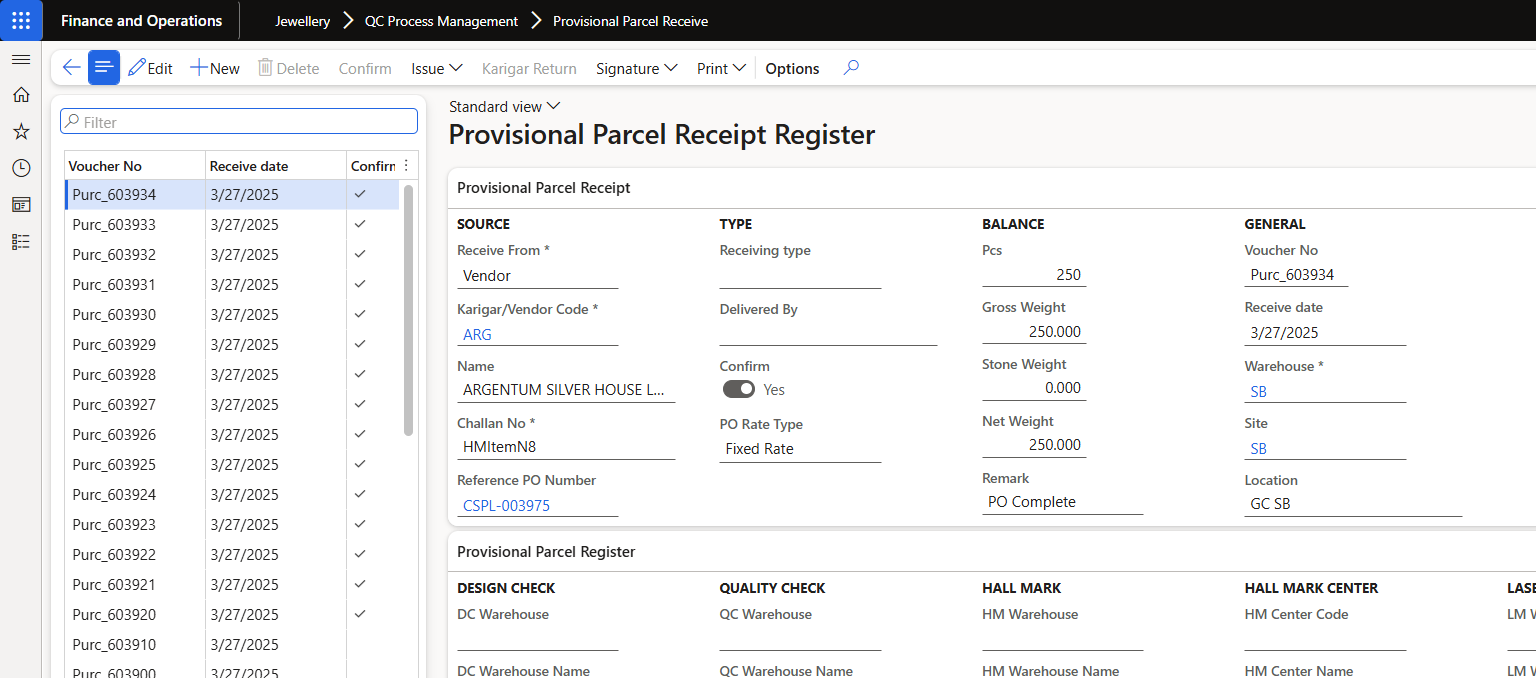 Finance and Operations
Jewellery
QC Process Management
Provisional Parcel Receive
Edit
New
Delete
Confirm
Issue
Karigar Return
Signature
Print
Options
Filter
Voucher No Receive date Confirm
Purc_603934 3/27/2025
Purc_603933 3/27/2025
Purc_603932 3/27/2025
Purc_603931 3/27/2025
Purc_603930 3/27/2025
Purc_603929 3/27/2025
Purc_603928 3/27/2025
Purc_603927 3/27/2025
Purc_603926 3/27/2025
Purc_603925 3/27/2025
Purc_603924 3/27/2025
Purc_603923 3/27/2025
Purc_603922 3/27/2025
Purc_603921 3/27/2025
Purc_603920 3/27/2025
Purc_603910 3/27/2025
Purc_603900 3/27/2025
Standard view
Provisional Parcel Receipt Register
Provisional Parcel Receipt
SOURCE
Receive From *
Vendor
Karigar/Vendor Code *
ARG
Name
ARGENTUM SILVER HOUSE L...
Challan No *
HMItemN8
Reference PO Number
CSPL-003975
TYPE
Receiving type
Delivered By
Confirm
Yes
PO Rate Type
Fixed Rate
BALANCE
Pcs
250
Gross Weight
250.000
Stone Weight
0.000
Net Weight
250.000
Remark
PO Complete
GENERAL
Voucher No
Purc_603934
Receive date
3/27/2025
Warehouse *
SB
Site
SB
Location
GC SB
Provisional Parcel Register
DESIGN CHECK
DC Warehouse
DC Warehouse Name
QUALITY CHECK
QC Warehouse
QC Warehouse Name
HALL MARK
HM Warehouse
HM Warehouse Name
HALL MARK CENTER
HM Center Code
HM Center Name
LASE
LM W
LM W